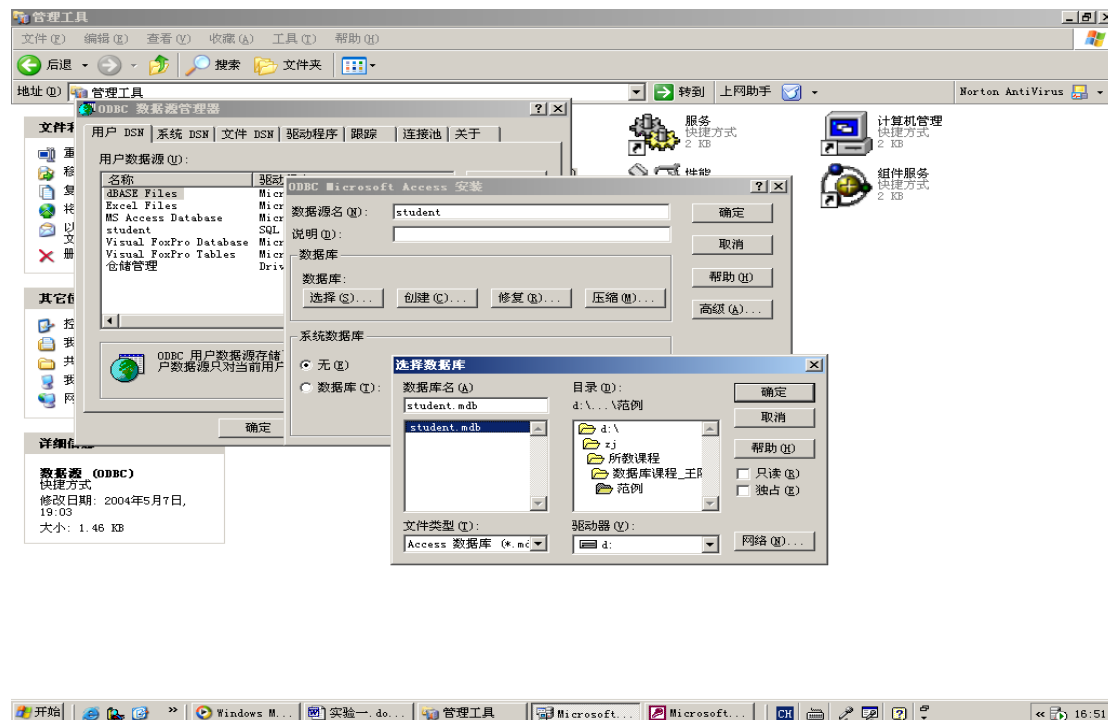 管理工具
文件(F) 编辑(E) 查看(V) 收藏(A) 工具(T) 帮助(H)
后退 搜索 文件夹
地址(D) 管理工具 转到 上网助手 Norton AntiVirus
ODBC 数据源管理器
用户 DSN 系统 DSN 文件 DSN 驱动程序 跟踪 连接池 关于
用户数据源(U):
名称
dBASE Files
Excel Files
MS Access Database
student SQL
Visual FoxPro Database
Visual FoxPro Tables
仓储管理
ODBC 用户数据源存储
户数据源只对当前用户
确定
服务
快捷方式
2 KB
计算机管理
快捷方式
2 KB
性能
组件服务
快捷方式
2 KB
ODBC Microsoft Access 安装
数据源名(N): student 确定
说明(D): 取消
数据库
数据库:
帮助(H)
选择(S)... 创建(C)... 修复(R)... 压缩(M)...
高级(A)...
系统数据库
无(E)
数据库(T):
选择数据库
数据库名(A) 目录(D): 确定
student.mdb d:\...\范例
取消
student.mdb d:\
zj
帮助(H)
所教课程
数据库课程_王
只读(R)
范例
独占(E)
文件类型(T): 驱动器(V):
Access 数据库 (*. d: 网络(N)...
其它
数据源 (ODBC)
快捷方式
修改日期: 2004年5月7日,
19:03
大小: 1.46 KB
开始 Windows M... 实验一.do... 管理工具 Microsoft... Microsoft... CH 16:51